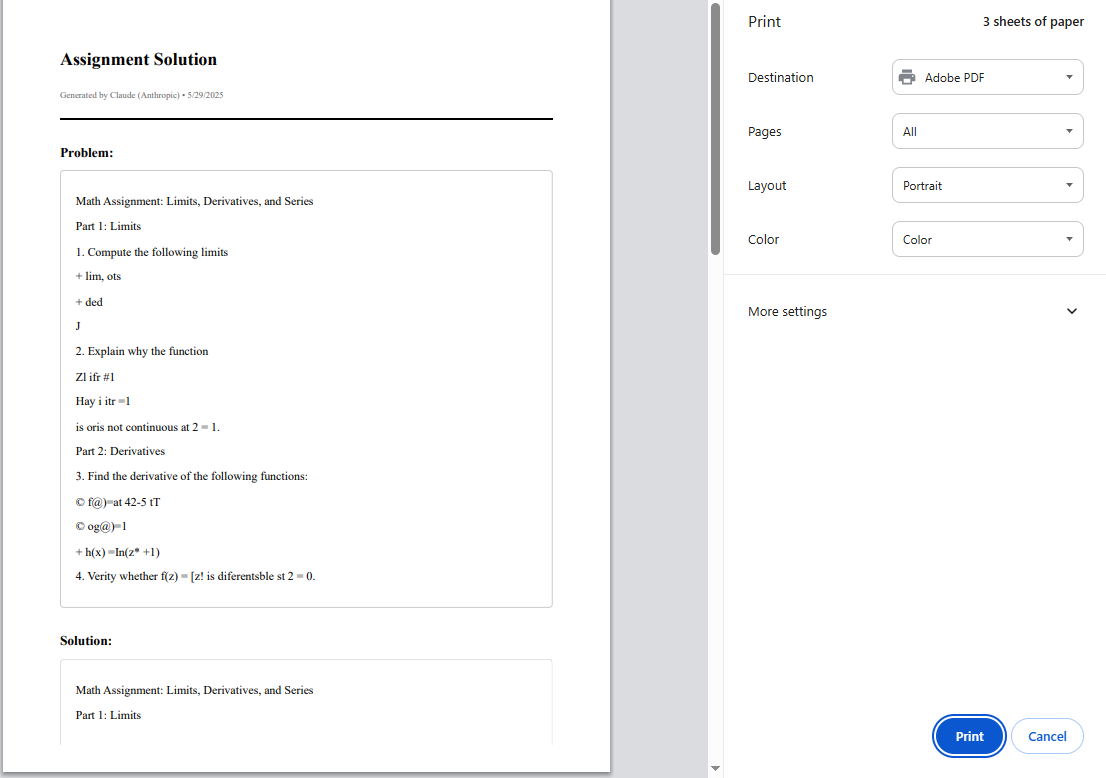 Assignment Solution
Generated by Claude (Anthropic) • 5/29/2025
Problem:
Math Assignment: Limits, Derivatives, and Series
Part 1: Limits
1. Compute the following limits
+ lim, ots
+ ded
J
2. Explain why the function
Zl ifr #1
Hay i itr =1
is oris not continuous at 2 = 1.
Part 2: Derivatives
3. Find the derivative of the following functions:
© f@)=at 42-5 tT
© og@)=1
+ h(x) =In(z* +1)
4. Verity whether f(z) = [z! is diferentsble st 2 = 0.
Solution:
Math Assignment: Limits, Derivatives, and Series
Part 1: Limits
Print 3 sheets of paper
Destination Adobe PDF
Pages All
Layout Portrait
Color Color
More settings
Print Cancel